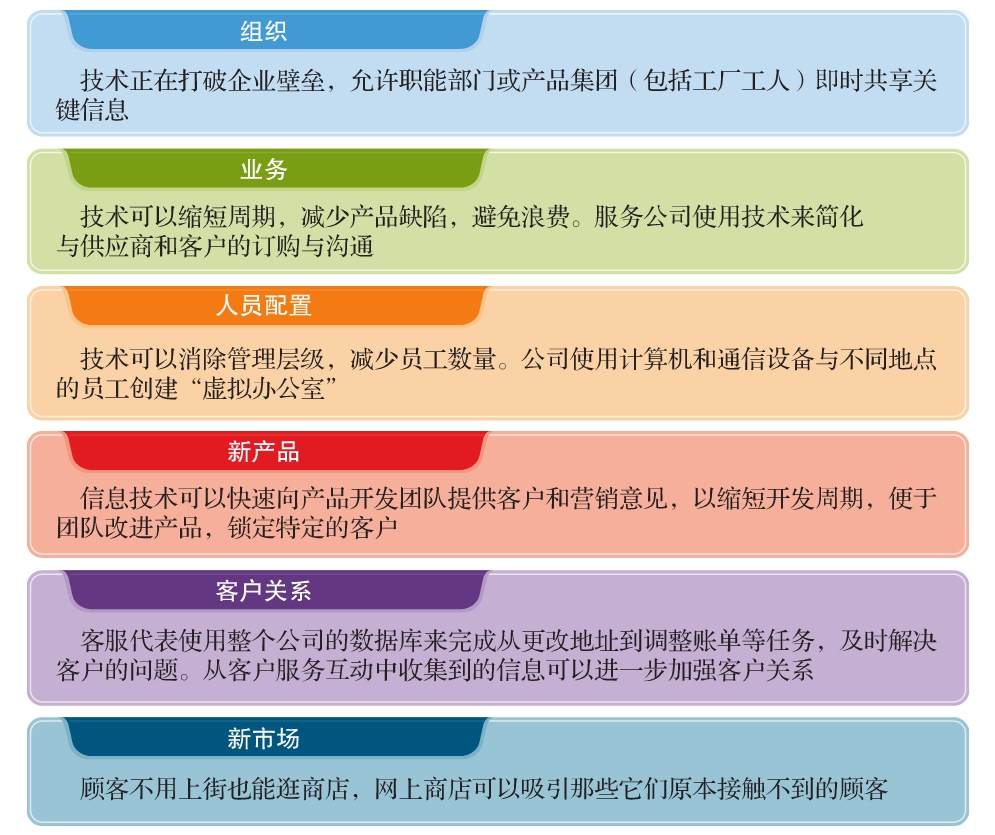 组织
技术正在打破企业壁垒，允许职能部门或产品集团（包括工厂工人）即时共享关
键信息
业务
技术可以缩短周期，减少产品缺陷，避免浪费。服务公司使用技术来简化
与供应商和客户的订购与沟通
人员配置
技术可以消除管理层级，减少员工数量。公司使用计算机和通信设备与不同地点
的员工创建“虚拟办公室”
新产品
信息技术可以快速向产品开发团队提供客户和营销意见，以缩短开发周期，便于
团队改进产品，锁定特定的客户
客户关系
客服代表使用整个公司的数据库来完成从更改地址到调整账单等任务，及时解决
客户的问题。从客户服务互动中收集到的信息可以进一步加强客户关系
新市场
顾客不用上街也能逛商店，网上商店可以吸引那些它们原本接触不到的顾客